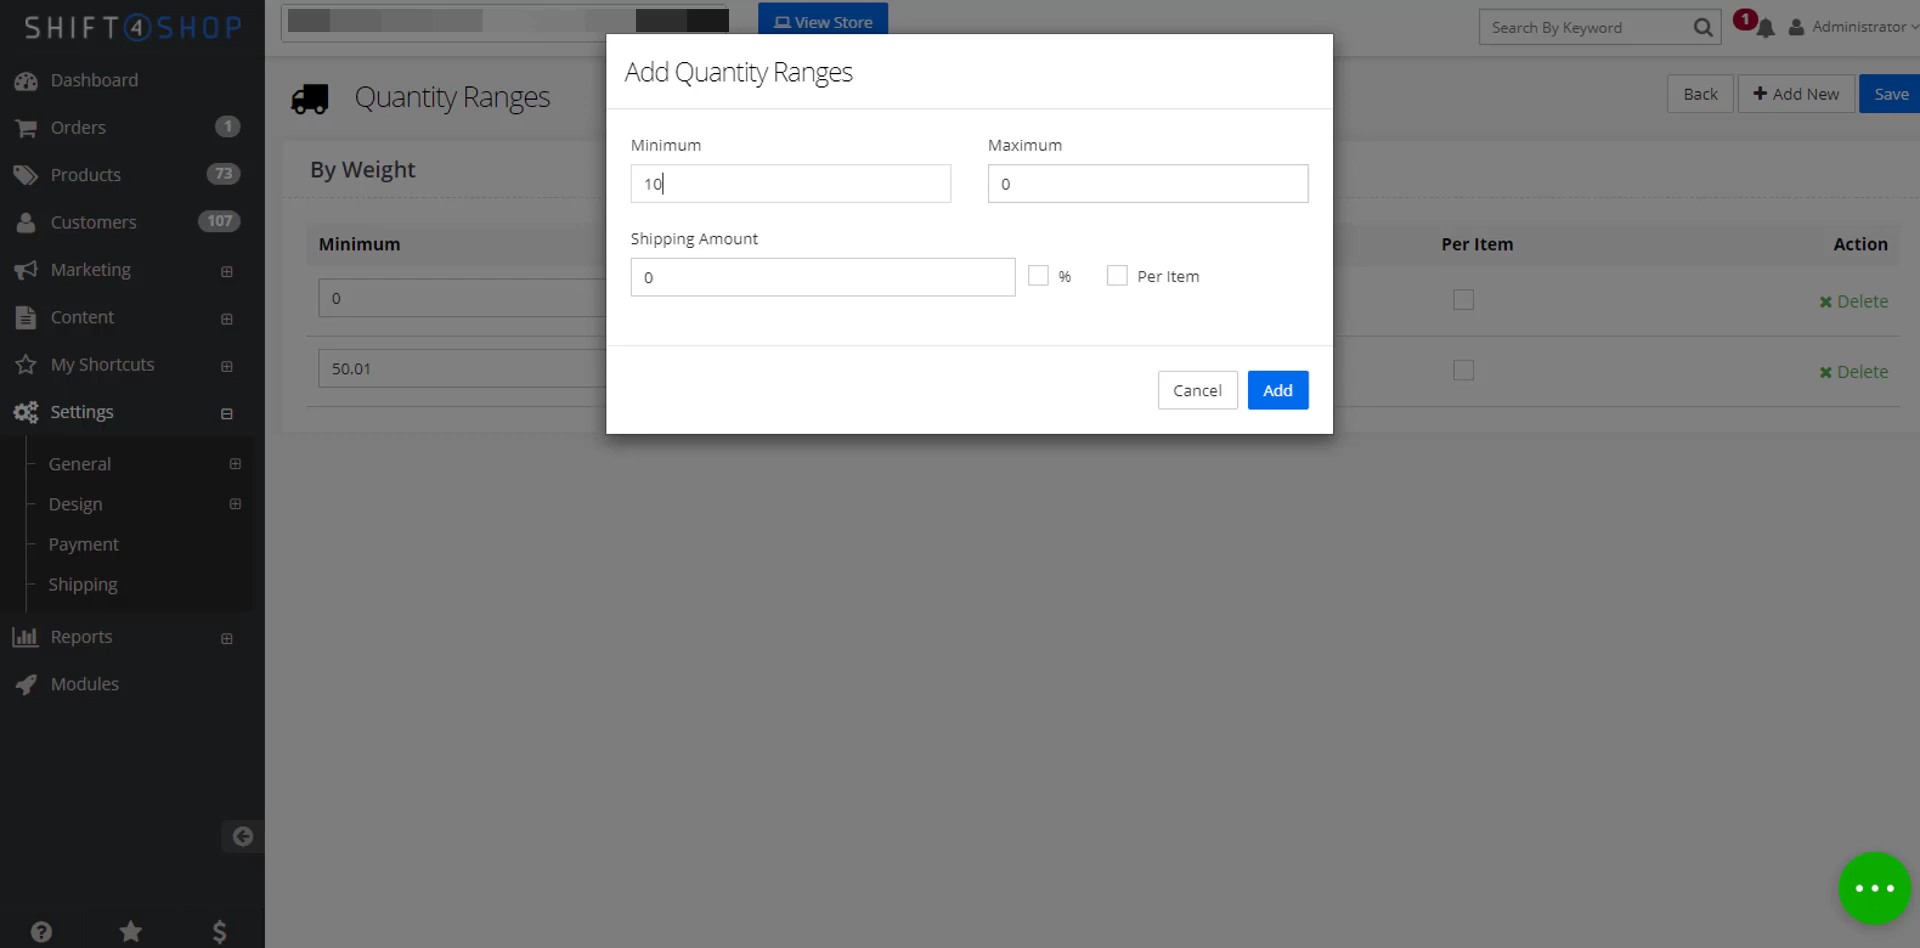 SHIFT4SHOP
View Store
Search By Keyword
1
Administrator
Dashboard
Orders
1
Products
73
Customers
107
Marketing
Content
My Shortcuts
Settings
General
Design
Payment
Shipping
Reports
Modules
Quantity Ranges
Back
Add New
Save
By Weight
Minimum
Per Item
Action
0
Delete
50.01
Delete
Add Quantity Ranges
Minimum
Maximum
10
0
Shipping Amount
0
%
Per Item
Cancel
Add